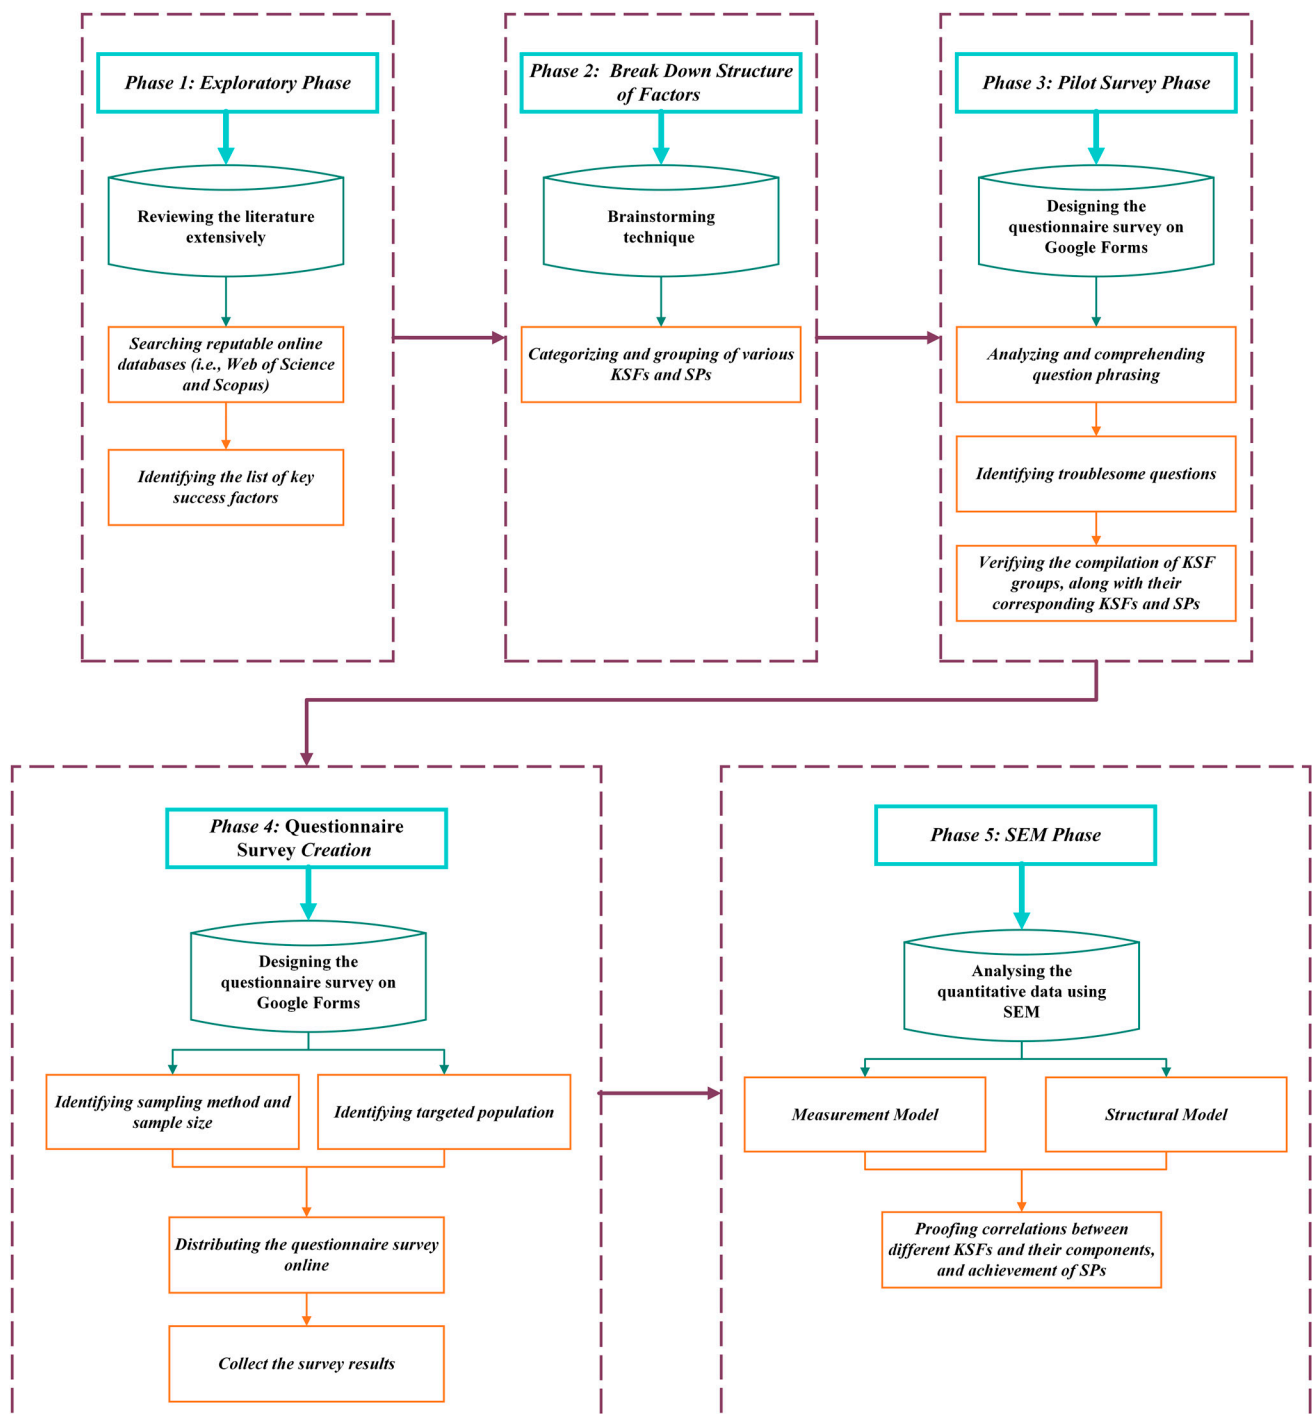 Phase 1: Exploratory Phase
Reviewing the literature
extensively
Searching reputable online
databases (i.e., Web of Science
and Scopus)
Identifying the list of key
success factors
Phase 2: Break Down Structure
of Factors
Brainstorming
technique
Categorizing and grouping of various
KSFs and SPs
Phase 3: Pilot Survey Phase
Designing the
questionnaire survey on
Google Forms
Analyzing and comprehending
question phrasing
Identifying troublesome questions
Verifying the compilation of KSF
groups, along with their
corresponding KSFs and SPs
Phase 4: Questionnaire
Survey Creation
Designing the
questionnaire survey on
Google Forms
Identifying sampling method and
sample size
Identifying targeted population
Distributing the questionnaire survey
online
Collect the survey results
Phase 5: SEM Phase
Analysing the
quantitative data using
SEM
Measurement Model
Structural Model
Proofing correlations between
different KSFs and their components,
and achievement of SPs